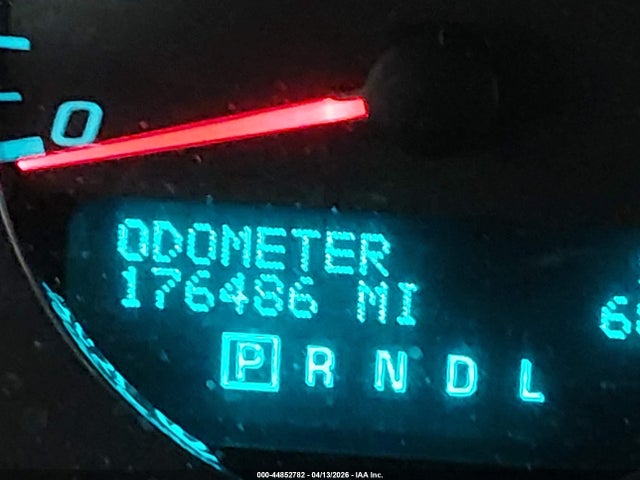 0
ODOMETER
176486 MI
P R N D L
000-44852782 - 04/13/2026 - IAA Inc.